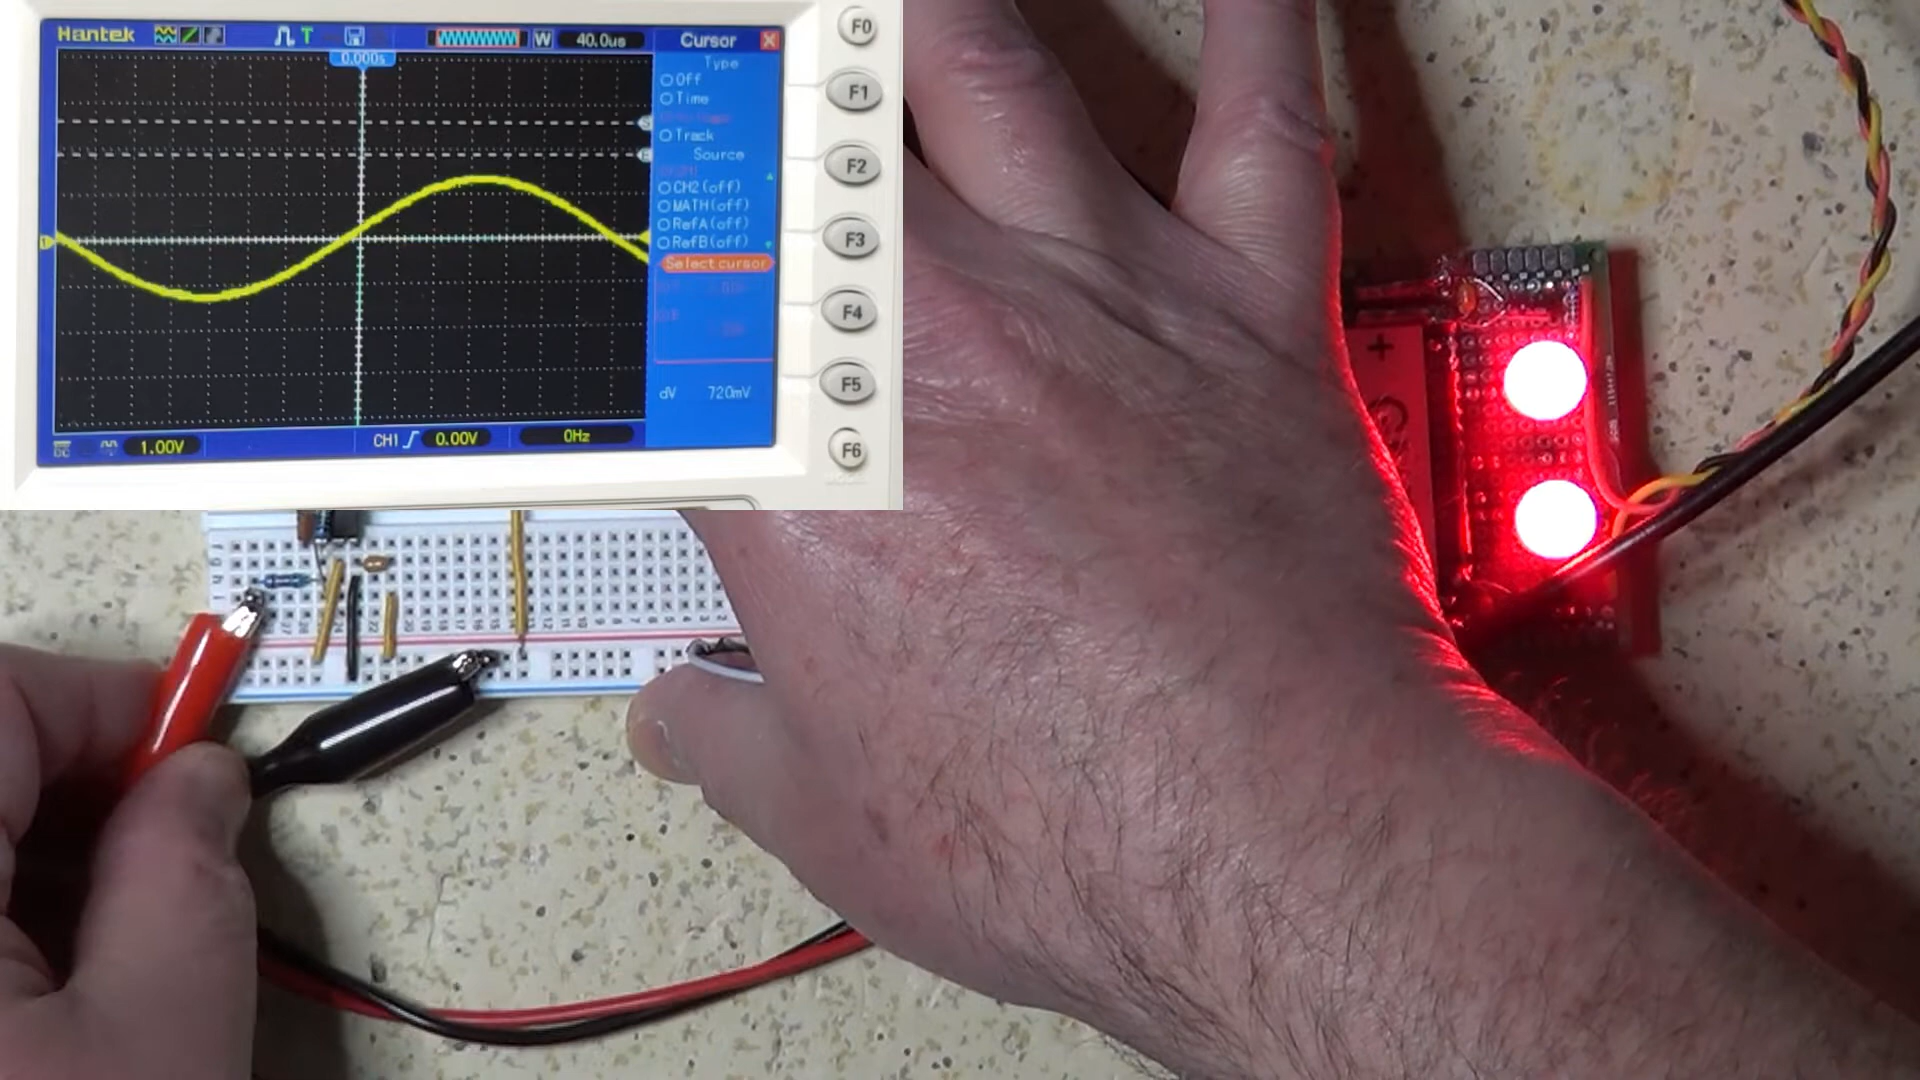 Hantek
T
W
40.0us
0.000s
Cursor
Type
Off
Time
Track
Source
CH2(off)
MATH(off)
RefA(off)
RefB(off)
Select cursor
dV 720mV
DC
1.00V
CH1
0.00V
0Hz
F0
F1
F2
F3
F4
F5
F6
+